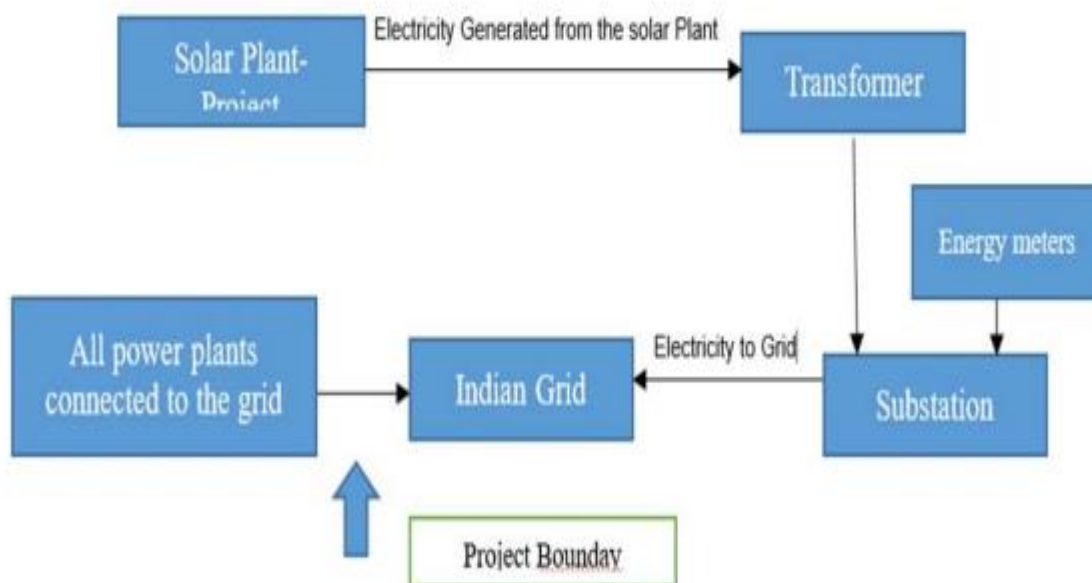 Electricity Generated from the solar Plant
Solar Plant-
Project
Transformer
Energy meters
All power plants
connected to the grid
Indian Grid
Electricity to Grid
Substation
Project Bounday